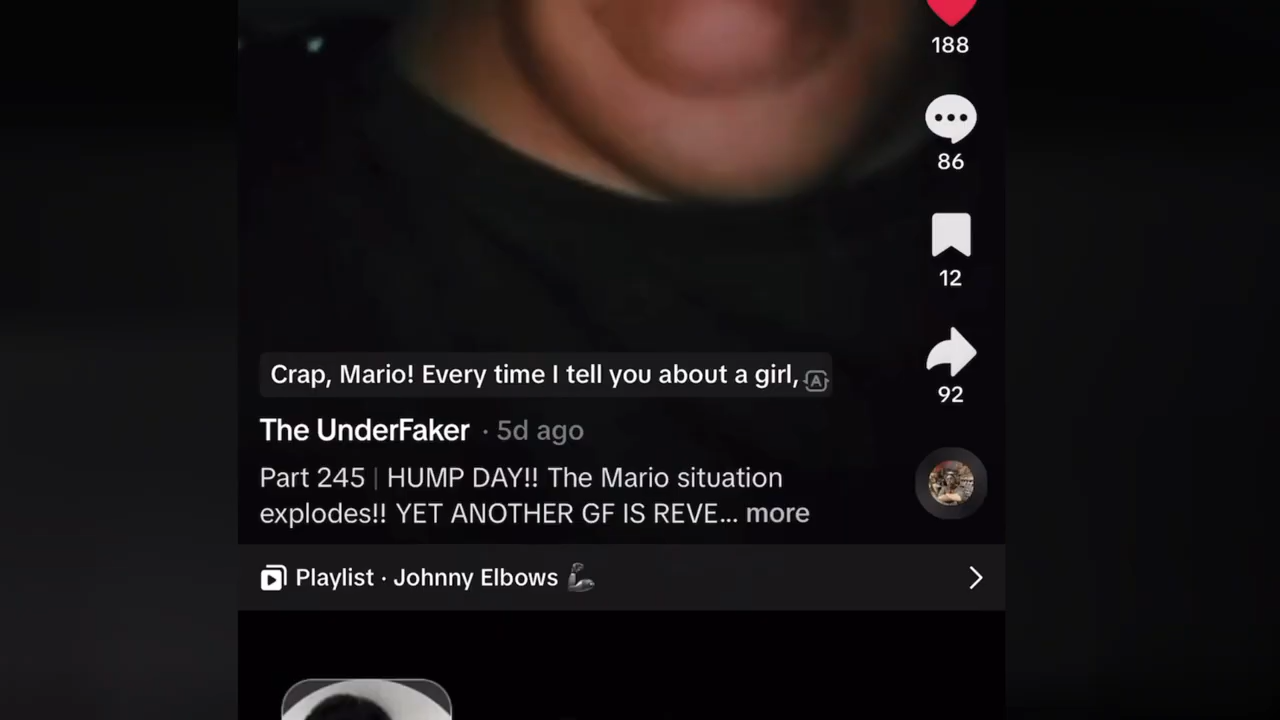 188
86
12
92
Crap, Mario! Every time I tell you about a girl,
The UnderFaker · 5d ago
Part 245 | HUMP DAY!! The Mario situation
explodes!! YET ANOTHER GF IS REVE... more
Playlist · Johnny Elbows 🦾